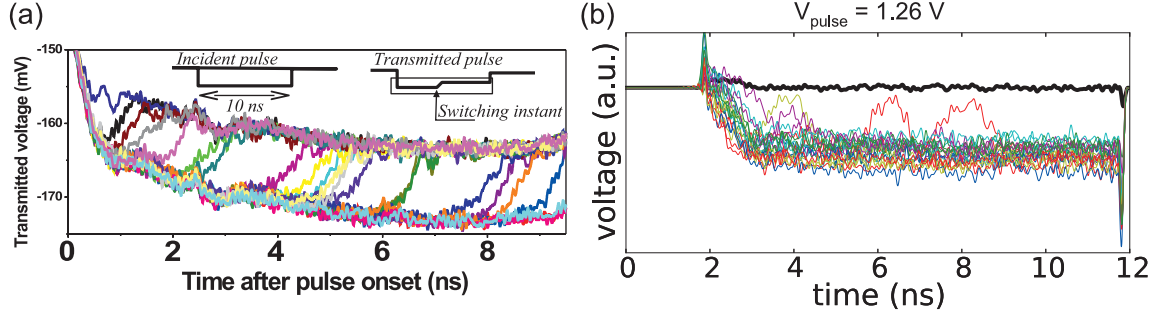 (a)
-150
-160
-170
Transmitted voltage (mV)
Incident pulse
10 ns
Transmitted pulse
Switching instant
0 2 4 6 8
Time after pulse onset (ns)
(b)
V_pulse = 1.26 V
voltage (a.u.)
0 2 4 6 8 10 12
time (ns)